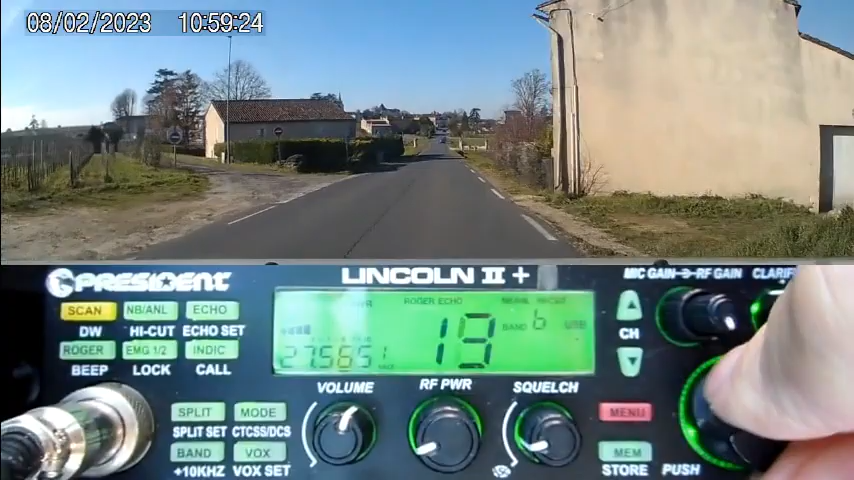 08/02/2023 10:59:24
PRESIDENT
LINCOLN II +
MIC GAIN RF GAIN CLARIF
SCAN NB/ANL ECHO
DW HI-CUT ECHO SET
ROGER EMG 1/2 INDIC
BEEP LOCK CALL
ROGER ECHO
19 BAND 6 USB
CH
VOLUME RF PWR SQUELCH
SPLIT MODE
SPLIT SET CTCSS/DCS
BAND VOX
+10KHZ VOX SET
MENU
MEM
STORE PUSH